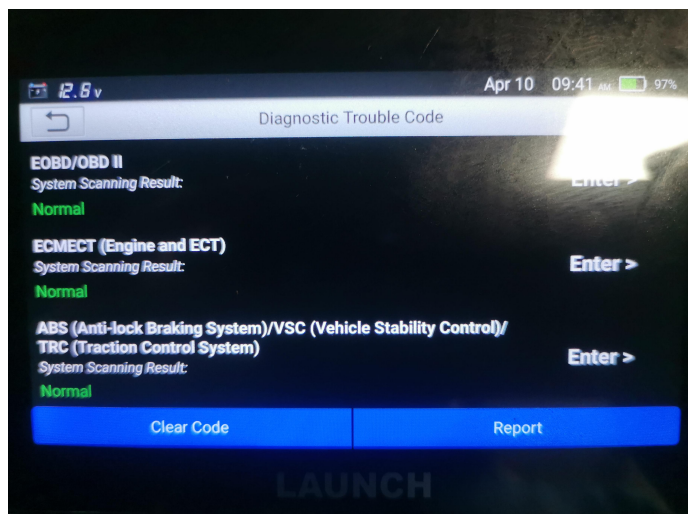 12.6v
Apr 10 09:41 AM 97%
Diagnostic Trouble Code
EOBD/OBD II
System Scanning Result:
Enter >
Normal
ECMECT (Engine and ECT)
System Scanning Result:
Enter >
Normal
ABS (Anti-lock Braking System)/VSC (Vehicle Stability Control)/
TRC (Traction Control System)
Enter >
System Scanning Result:
Normal
Clear Code
Report
LAUNCH